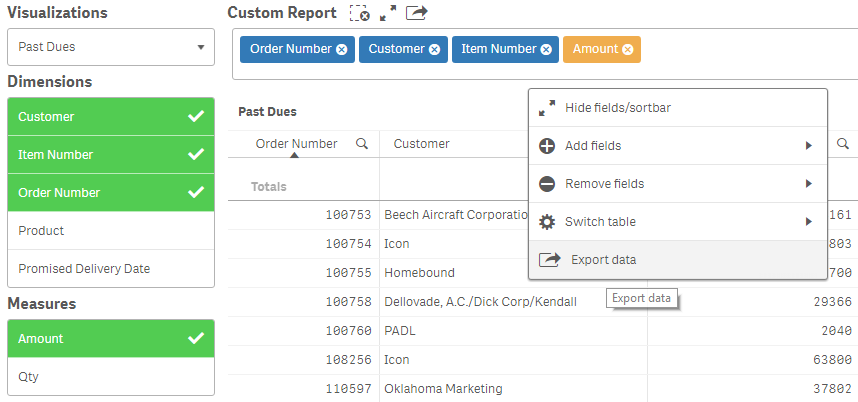 Visualizations
Past Dues
Dimensions
Customer
Item Number
Order Number
Product
Promised Delivery Date
Measures
Amount
Qty
Custom Report
Order Number Customer Item Number Amount
Past Dues
Order Number Customer
Totals
100753 Beech Aircraft Corporatio 161
100754 Icon 803
100755 Homebound 700
100758 Dellovade, A.C./Dick Corp/Kendall 29366
100760 PADL 2040
108256 Icon 63800
110597 Oklahoma Marketing 37802
Hide fields/sortbar
Add fields
Remove fields
Switch table
Export data
Export data